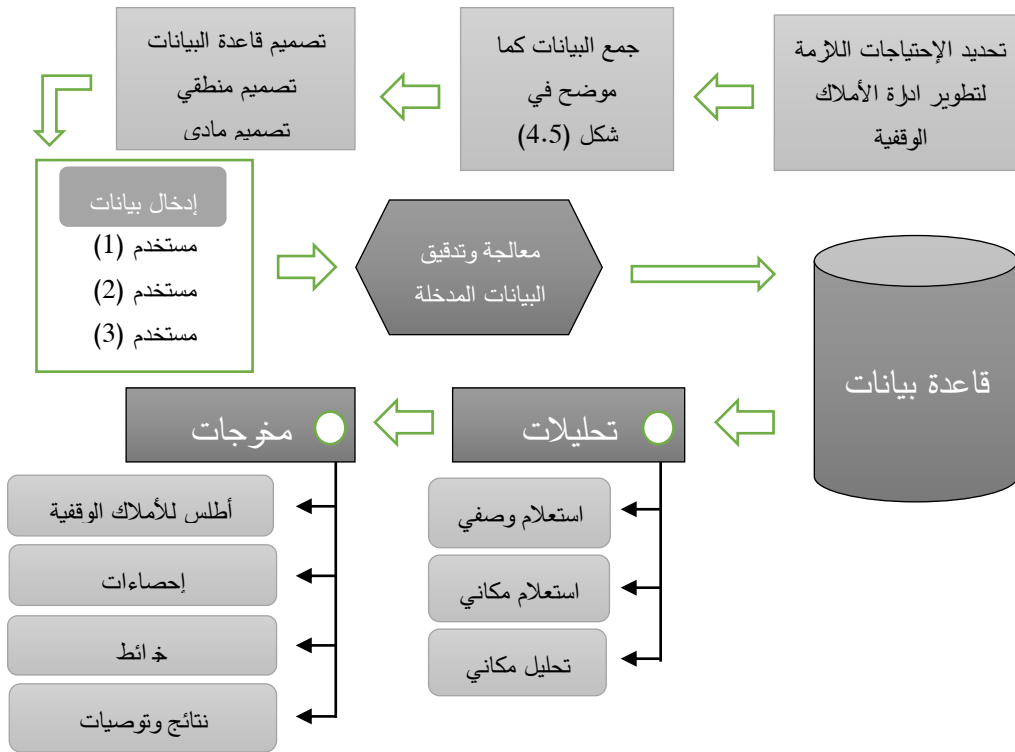 تحديد الإحتياجات اللازمة
لتطوير ادارة الأملاك
الوقفية
جمع البيانات كما
موضح في
شكل (4.5)
تصميم قاعدة البيانات
تصميم منطقي
تصميم مادي
إدخال بيانات
مستخدم (1)
مستخدم (2)
مستخدم (3)
معالجة وتدقيق
البيانات المدخلة
قاعدة بيانات
تحليلات
استعلام وصفي
استعلام مكاني
تحليل مكاني
مخرجات
أطلس للأملاك الوقفية
إحصاءات
خرائط
نتائج وتوصيات